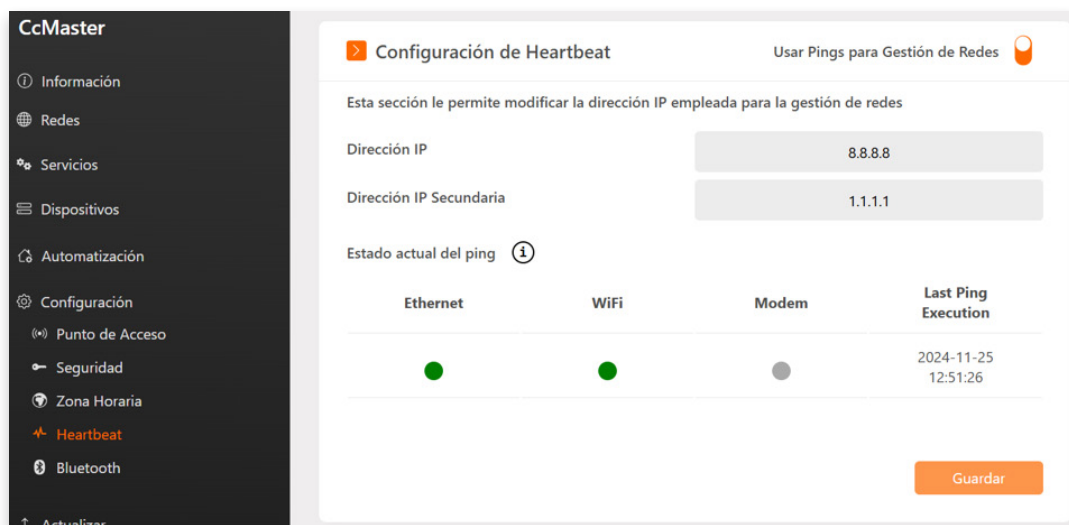 CcMaster
Información
Redes
Servicios
Dispositivos
Automatización
Configuración
Punto de Acceso
Seguridad
Zona Horaria
Heartbeat
Bluetooth
Actualizar
Configuración de Heartbeat
Usar Pings para Gestión de Redes
Esta sección le permite modificar la dirección IP empleada para la gestión de redes
Dirección IP
8.8.8.8
Dirección IP Secundaria
1.1.1.1
Estado actual del ping
Ethernet
WiFi
Modem
Last Ping
Execution
2024-11-25
12:51:26
Guardar